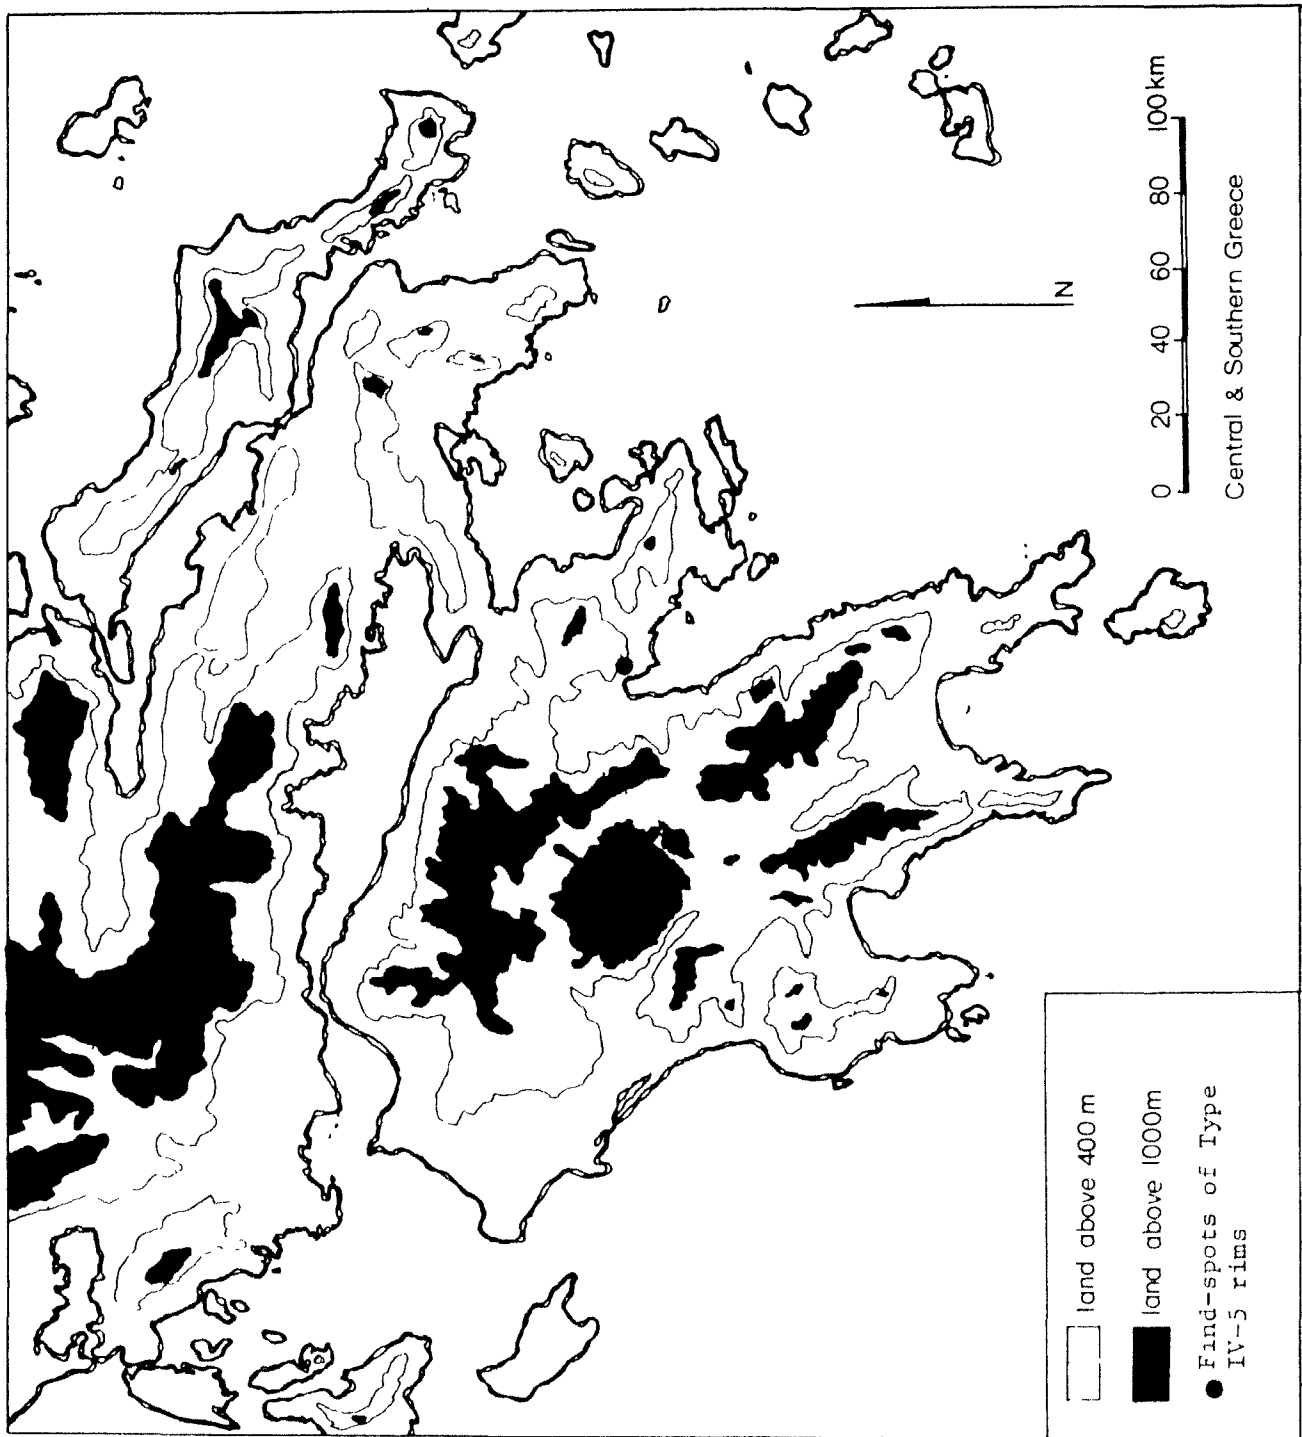 N
0 20 40 60 80 100km
Central & Southern Greece
land above 400m
land above 1000m
Find-spots of Type
IV-5 rims